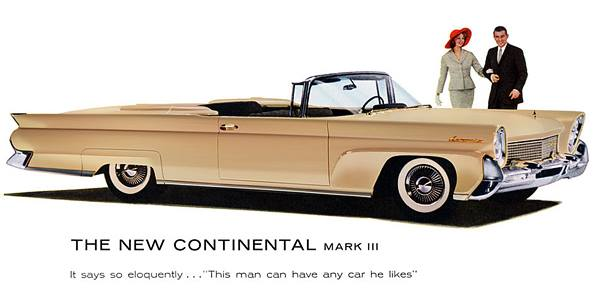 THE NEW CONTINENTAL MARK III
It says so eloquently . . . "This man can have any car he likes"